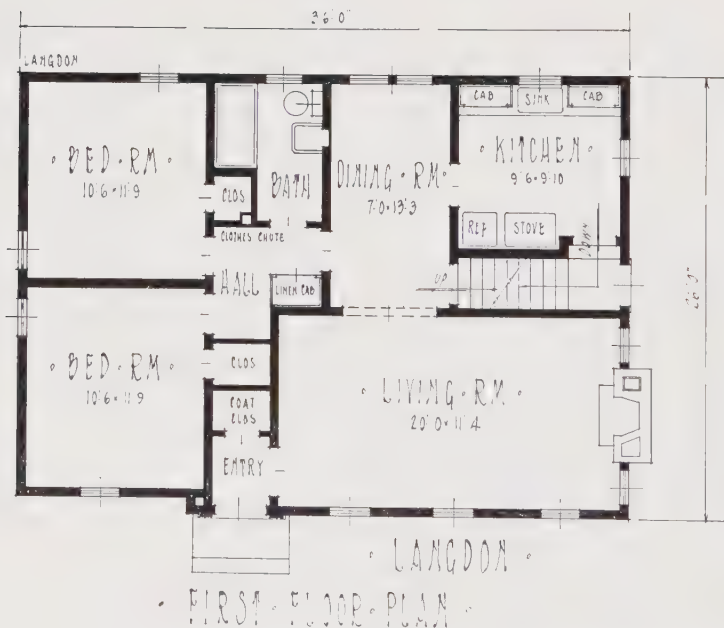 36'0"
LANGDON
CAB
SINK
CAB
BED·RM
10'6×11'9
BATH
DINING·RM
7'0×13'3
KITCHEN
9'6×9'10
CLOS
REF
STOVE
CLOTHES CHUTE
DOWN
UP
HALL
LINEN CAB
BED·RM
10'6×11'9
CLOS
COAT
CLOS
LIVING·RM
20'0×11'4
ENTRY
LANGDON
FIRST·FLOOR·PLAN